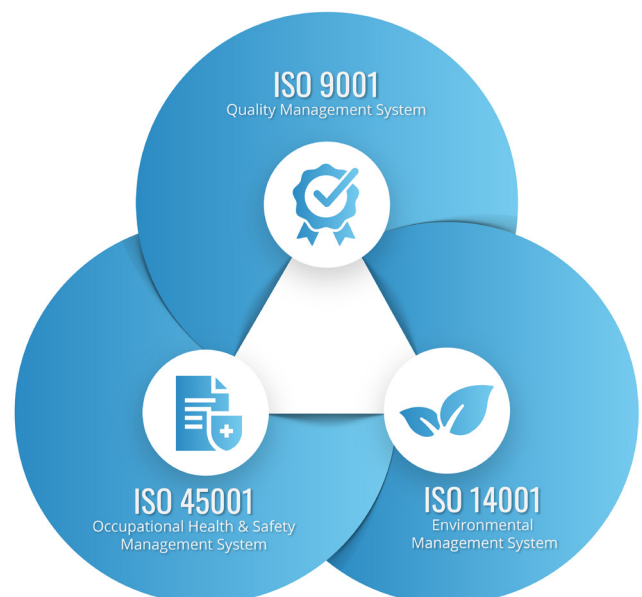 ISO 9001
Quality Management System
ISO 45001
Occupational Health & Safety
Management System
ISO 14001
Environmental
Management System